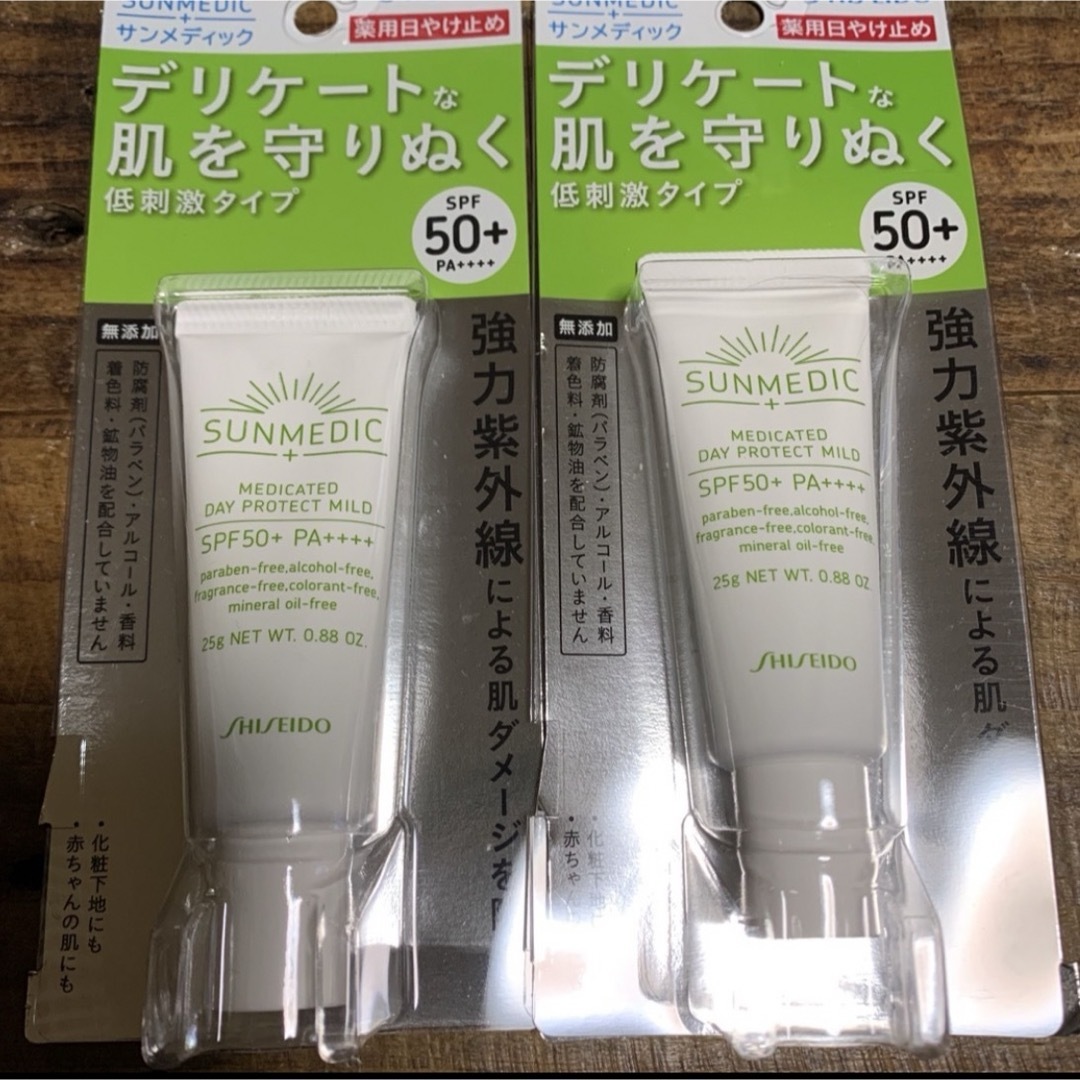 SUNMEDIC
+
サンメディック
薬用日やけ止め
デリケートな
肌を守りぬく
低刺激タイプ
SPF
50+
PA++++
無添加
防腐剤(パラベン)・アルコール・香料
着色料・鉱物油を配合していません
強力紫外線による肌ダメージを
SUNMEDIC
+
MEDICATED
DAY PROTECT MILD
SPF50+ PA++++
paraben-free,alcohol-free,
fragrance-free,colorant-free,
mineral oil-free
25g NET WT. 0.88 OZ.
SHISEIDO
・化粧下地にも
・赤ちゃんの肌にも
SUNMEDIC
+
サンメディック
SHISEIDO
薬用日やけ止め
デリケートな
肌を守りぬく
低刺激タイプ
SPF
50+
PA++++
無添加
防腐剤(パラベン)・アルコール・香料
着色料・鉱物油を配合していません
強力紫外線による肌
SUNMEDIC
+
MEDICATED
DAY PROTECT MILD
SPF50+ PA++++
paraben-free,alcohol-free,
fragrance-free,colorant-free,
mineral oil-free
25g NET WT. 0.88 OZ.
SHISEIDO
・化粧
・赤ちゃん